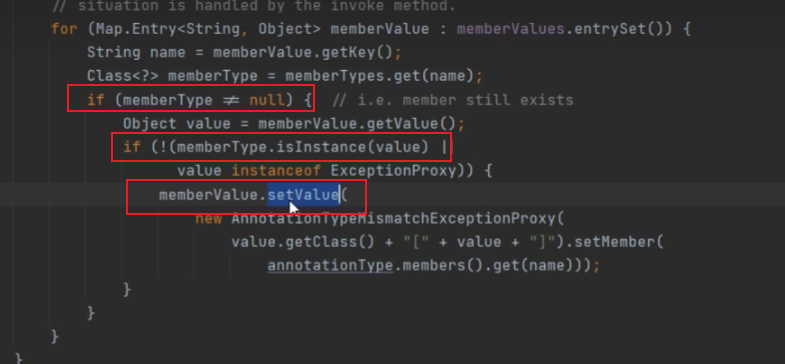 // situation is handled by the invoke method.
for (Map.Entry<String, Object> memberValue : memberValues.entrySet()) {
String name = memberValue.getKey();
Class<?> memberType = memberTypes.get(name);
if (memberType ≠ null) { // i.e. member still exists
Object value = memberValue.getValue();
if (!(memberType.isInstance(value) ||
value instanceof ExceptionProxy)) {
memberValue.setValue(
new AnnotationTypeMismatchExceptionProxy(
value.getClass() + "[" + value + "]").setMember(
annotationType.members().get(name)));
}
}
}
}